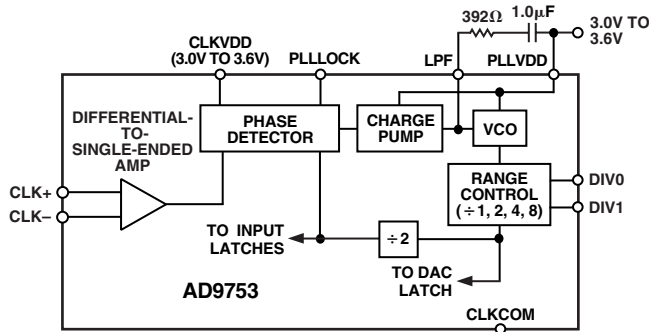 392Ω
1.0µF
3.0V TO
3.6V
CLKVDD
(3.0V TO 3.6V)
PLLLOCK
LPF
PLLVDD
DIFFERENTIAL-
TO-
SINGLE-ENDED
AMP
PHASE
DETECTOR
CHARGE
PUMP
VCO
CLK+
CLK–
RANGE
CONTROL
(÷1, 2, 4, 8)
DIV0
DIV1
TO INPUT
LATCHES
÷2
TO DAC
LATCH
AD9753
CLKCOM